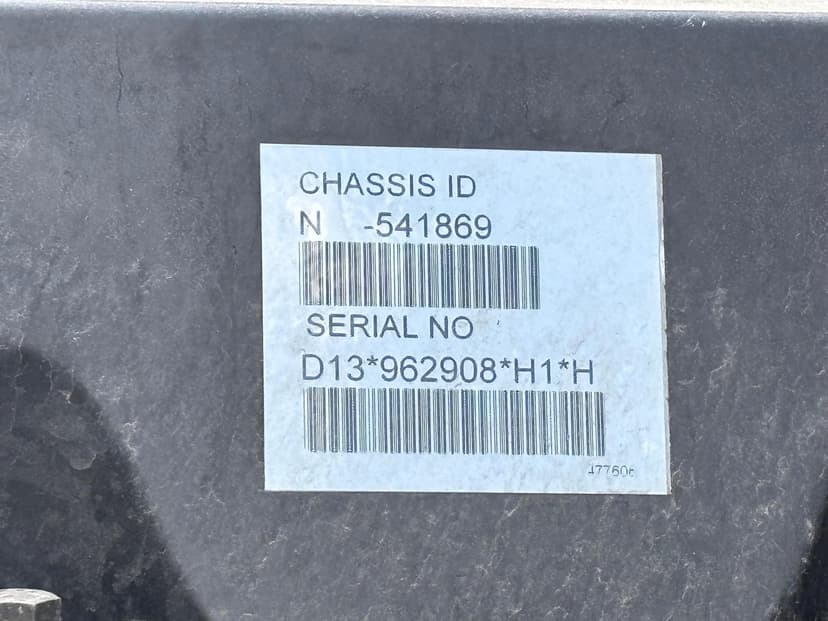 CHASSIS ID
N -541869
SERIAL NO
D13*962908*H1*H